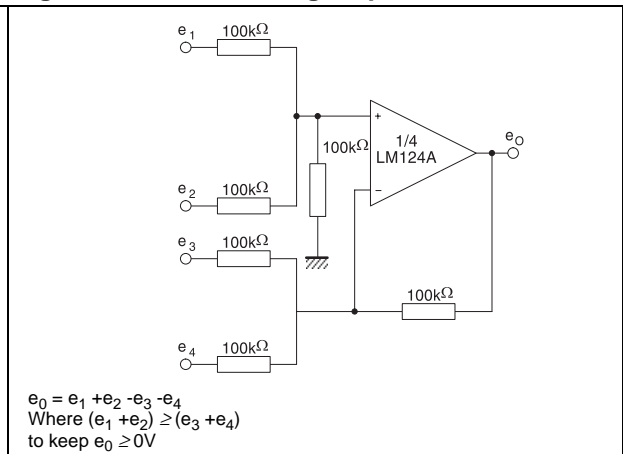 e1 100kΩ
100kΩ
+
1/4
LM124A
-
eO
e2 100kΩ
e3 100kΩ
100kΩ
e4 100kΩ
e0 = e1 +e2 -e3 -e4
Where (e1 +e2) ≥(e3 +e4)
to keep e0 ≥0V